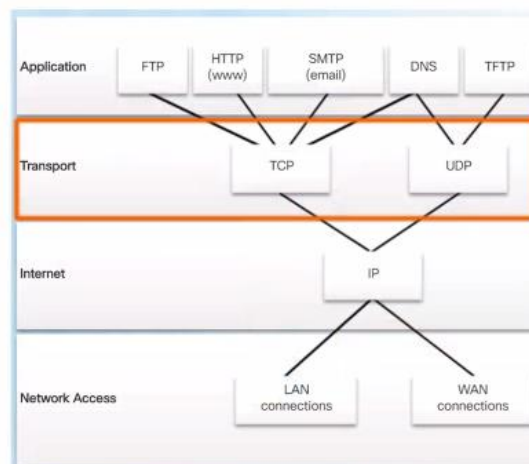 Application
FTP
HTTP
(www)
SMTP
(email)
DNS
TFTP
Transport
TCP
UDP
Internet
IP
Network Access
LAN
connections
WAN
connections